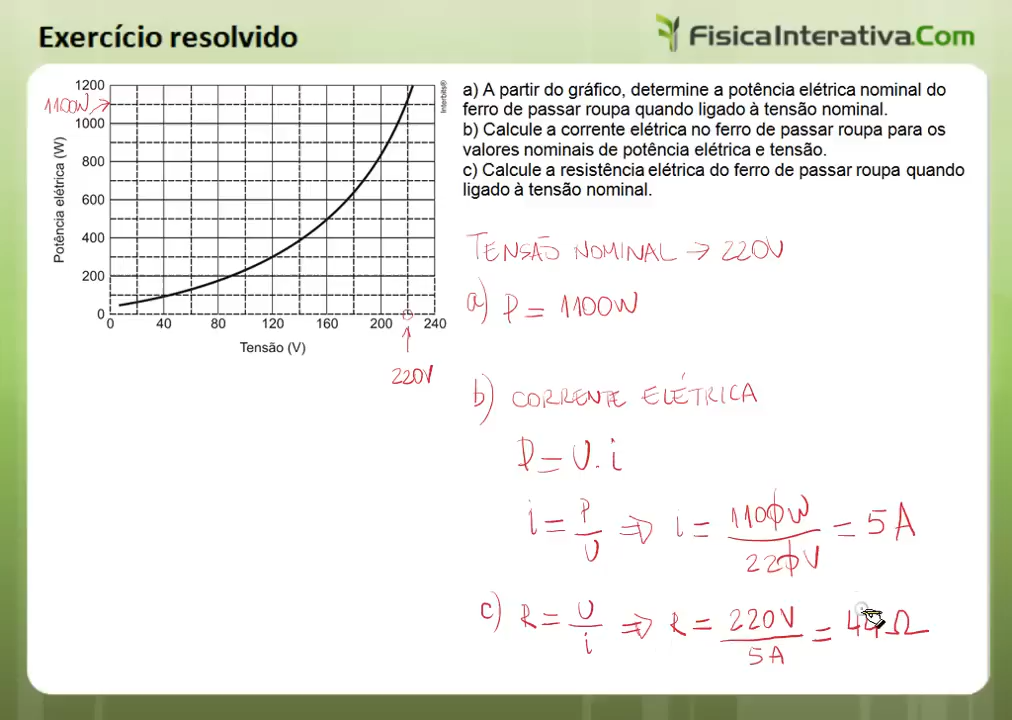 Exercício resolvido
FisicaInterativa.Com
a) A partir do gráfico, determine a potência elétrica nominal do
ferro de passar roupa quando ligado à tensão nominal.
b) Calcule a corrente elétrica no ferro de passar roupa para os
valores nominais de potência elétrica e tensão.
c) Calcule a resistência elétrica do ferro de passar roupa quando
ligado à tensão nominal.
1200
1100W →
1000
800
600
400
200
0
Potência elétrica (W)
Interbits®
0 40 80 120 160 200 240
Tensão (V)
220V
TENSÃO NOMINAL → 220V
a) P = 1100W
b) CORRENTE ELÉTRICA
P = U.i
i = P/U ⇒ i = 1100W/220V = 5A
c) R = U/i ⇒ R = 220V/5A = 44Ω